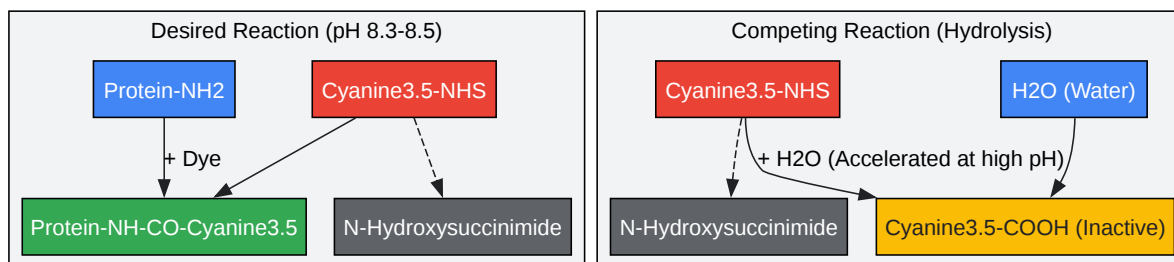 Desired Reaction (pH 8.3-8.5)
Protein-NH2
Cyanine3.5-NHS
+ Dye
Protein-NH-CO-Cyanine3.5
N-Hydroxysuccinimide
Competing Reaction (Hydrolysis)
Cyanine3.5-NHS
H2O (Water)
+ H2O (Accelerated at high pH)
N-Hydroxysuccinimide
Cyanine3.5-COOH (Inactive)